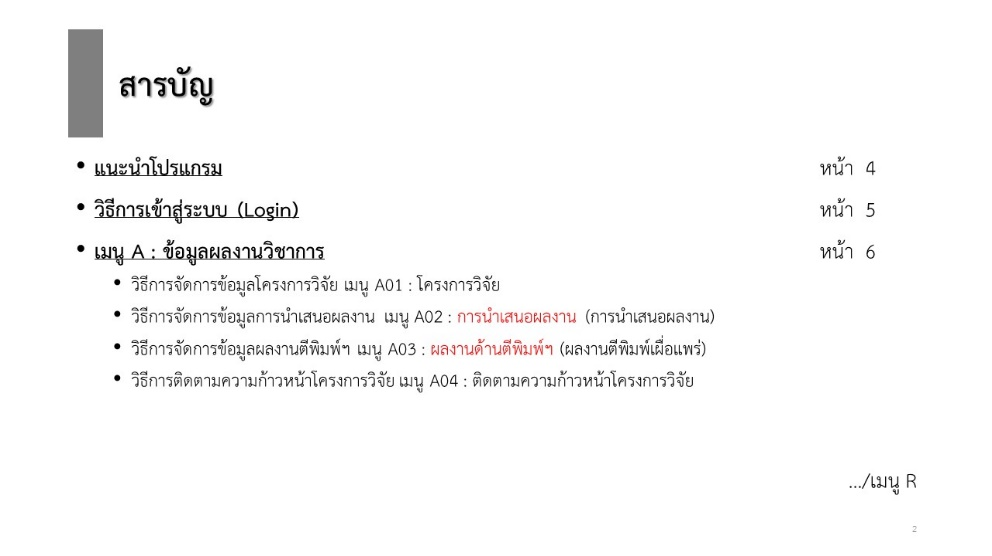 สารบัญ
• แนะนำโปรแกรม หน้า 4
• วิธีการเข้าสู่ระบบ (Login) หน้า 5
• เมนู A : ข้อมูลผลงานวิชาการ หน้า 6
• วิธีการจัดการข้อมูลโครงการวิจัย เมนู A01 : โครงการวิจัย
• วิธีการจัดการข้อมูลการนำเสนอผลงาน เมนู A02 : การนำเสนอผลงาน (การนำเสนอผลงาน)
• วิธีการจัดการข้อมูลผลงานตีพิมพ์ฯ เมนู A03 : ผลงานด้านตีพิมพ์ฯ (ผลงานตีพิมพ์เผื่อแพร่)
• วิธีการติดตามความก้าวหน้าโครงการวิจัย เมนู A04 : ติดตามความก้าวหน้าโครงการวิจัย
.../เมนู R
2